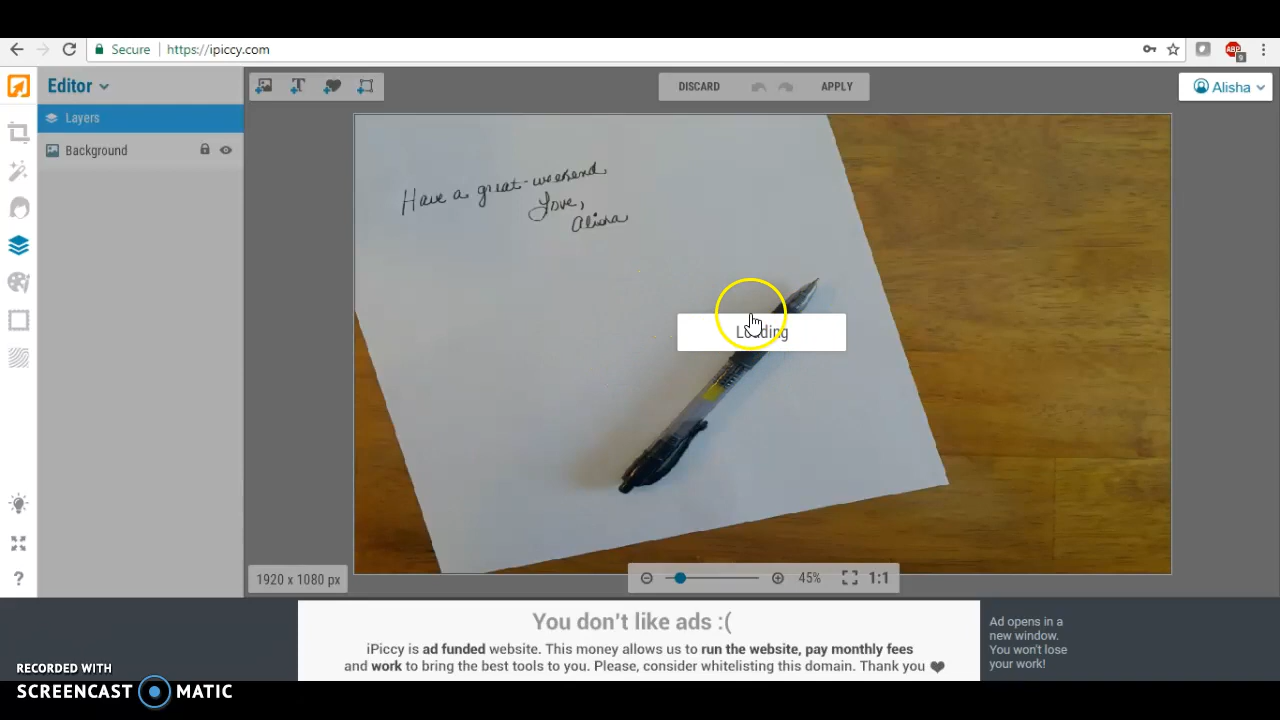 Secure
https://ipiccy.com
9
Editor
DISCARD
APPLY
Alisha
Layers
Background
Have a great weekend
Love,
Alisha
Loading
1920 x 1080 px
45%
1:1
?
You don't like ads :(
iPiccy is ad funded website. This money allows us to run the website, pay monthly fees
and work to bring the best tools to you. Please, consider whitelisting this domain. Thank you
Ad opens in a
new window.
You won't lose
your work!
RECORDED WITH
SCREENCAST MATIC